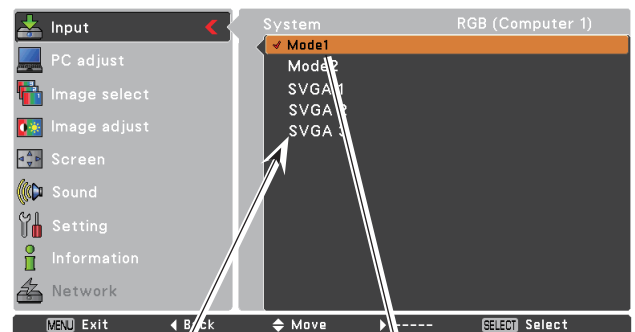 Input
PC adjust
Image select
Image adjust
Screen
Sound
Setting
Information
Network
System RGB (Computer 1)
Mode1
Mode2
SVGA 1
SVGA 2
SVGA 3
MENU Exit Back Move ----- SELECT Select